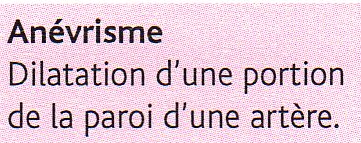 Anévrisme
Dilatation d'une portion
de la paroi d'une artère.